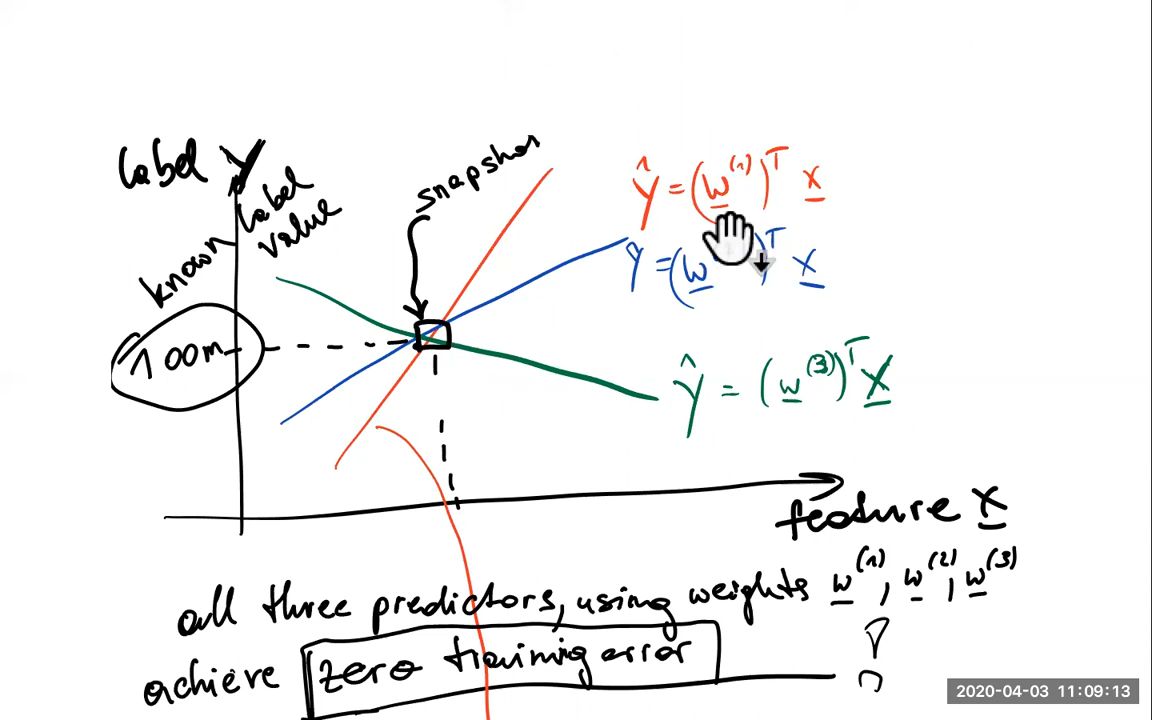 label Y
snapshot
known label value
100m
Ŷ = (w⁽¹⁾)ᵀ x
Ŷ = (w )ᵀ x
Ŷ = (w⁽³⁾)ᵀ x
feature x
all three predictors, using weights w⁽¹⁾, w⁽²⁾, w⁽³⁾
achieve zero training error
2020-04-03 11:09:13